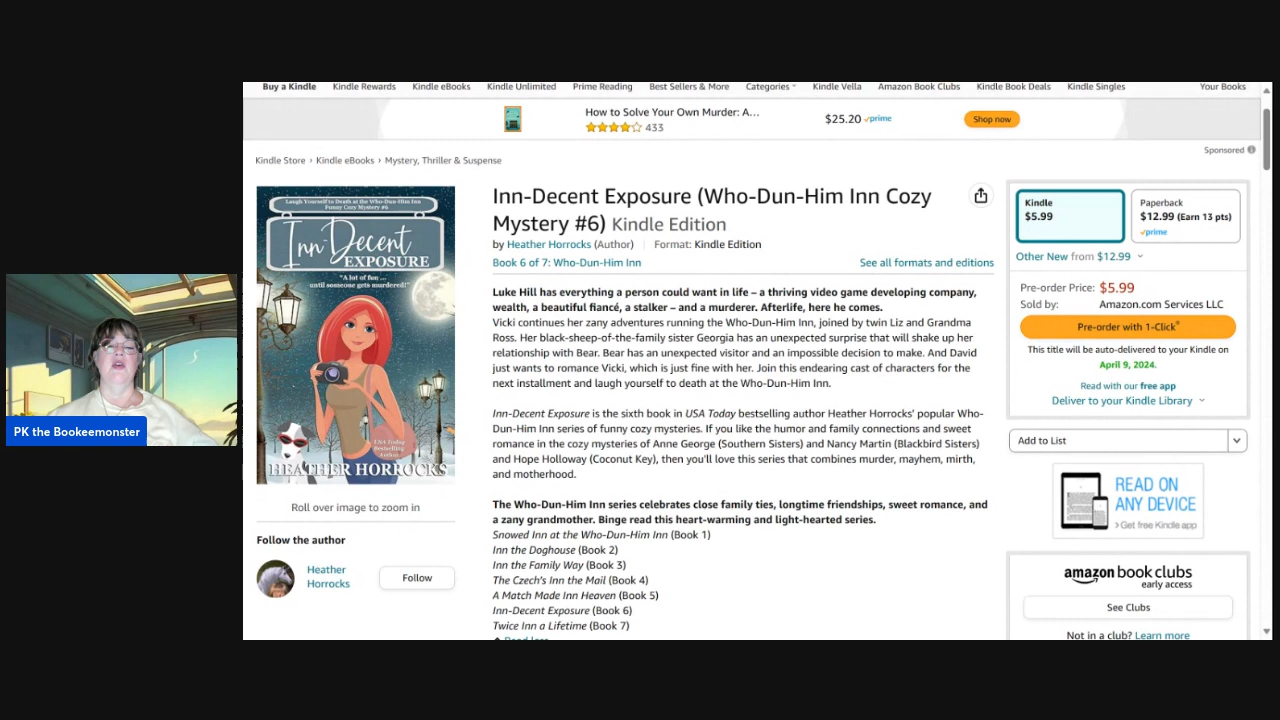 Buy a Kindle Kindle Rewards Kindle eBooks Kindle Unlimited Prime Reading Best Sellers & More Categories Kindle Vella Amazon Book Clubs Kindle Book Deals Kindle Singles Your Books
How to Solve Your Own Murder: A...
433
$25.20 prime
Shop now
Sponsored
Kindle Store › Kindle eBooks › Mystery, Thriller & Suspense
Laugh Yourself to Death at the Who-Dun-Him Inn
Funny Cozy Mystery #6
Inn-Decent
EXPOSURE
"A lot of fun ...
until someone gets murdered!"
USA Today
Bestselling
Author
HEATHER HORROCKS
Roll over image to zoom in
Follow the author
Heather
Horrocks
Follow
Inn-Decent Exposure (Who-Dun-Him Inn Cozy
Mystery #6) Kindle Edition
by Heather Horrocks (Author) Format: Kindle Edition
Book 6 of 7: Who-Dun-Him Inn See all formats and editions
Luke Hill has everything a person could want in life – a thriving video game developing company,
wealth, a beautiful fiancé, a stalker – and a murderer. Afterlife, here he comes.
Vicki continues her zany adventures running the Who-Dun-Him Inn, joined by twin Liz and Grandma
Ross. Her black-sheep-of-the-family sister Georgia has an unexpected surprise that will shake up her
relationship with Bear. Bear has an unexpected visitor and an impossible decision to make. And David
just wants to romance Vicki, which is just fine with her. Join this endearing cast of characters for the
next installment and laugh yourself to death at the Who-Dun-Him Inn.
Inn-Decent Exposure is the sixth book in USA Today bestselling author Heather Horrocks' popular Who-
Dun-Him Inn series of funny cozy mysteries. If you like the humor and family connections and sweet
romance in the cozy mysteries of Anne George (Southern Sisters) and Nancy Martin (Blackbird Sisters)
and Hope Holloway (Coconut Key), then you'll love this series that combines murder, mayhem, mirth,
and motherhood.
The Who-Dun-Him Inn series celebrates close family ties, longtime friendships, sweet romance, and
a zany grandmother. Binge read this heart-warming and light-hearted series.
Snowed Inn at the Who-Dun-Him Inn (Book 1)
Inn the Doghouse (Book 2)
Inn the Family Way (Book 3)
The Czech's Inn the Mail (Book 4)
A Match Made Inn Heaven (Book 5)
Inn-Decent Exposure (Book 6)
Twice Inn a Lifetime (Book 7)
Read less
Kindle
$5.99
Paperback
$12.99 (Earn 13 pts)
prime
Other New from $12.99
Pre-order Price: $5.99
Sold by: Amazon.com Services LLC
Pre-order with 1-Click®
This title will be auto-delivered to your Kindle on
April 9, 2024.
Read with our free app
Deliver to your Kindle Library
Add to List
READ ON
ANY DEVICE
› Get free Kindle app
amazon book clubs
early access
See Clubs
Not in a club? Learn more
PK the Bookeemonster